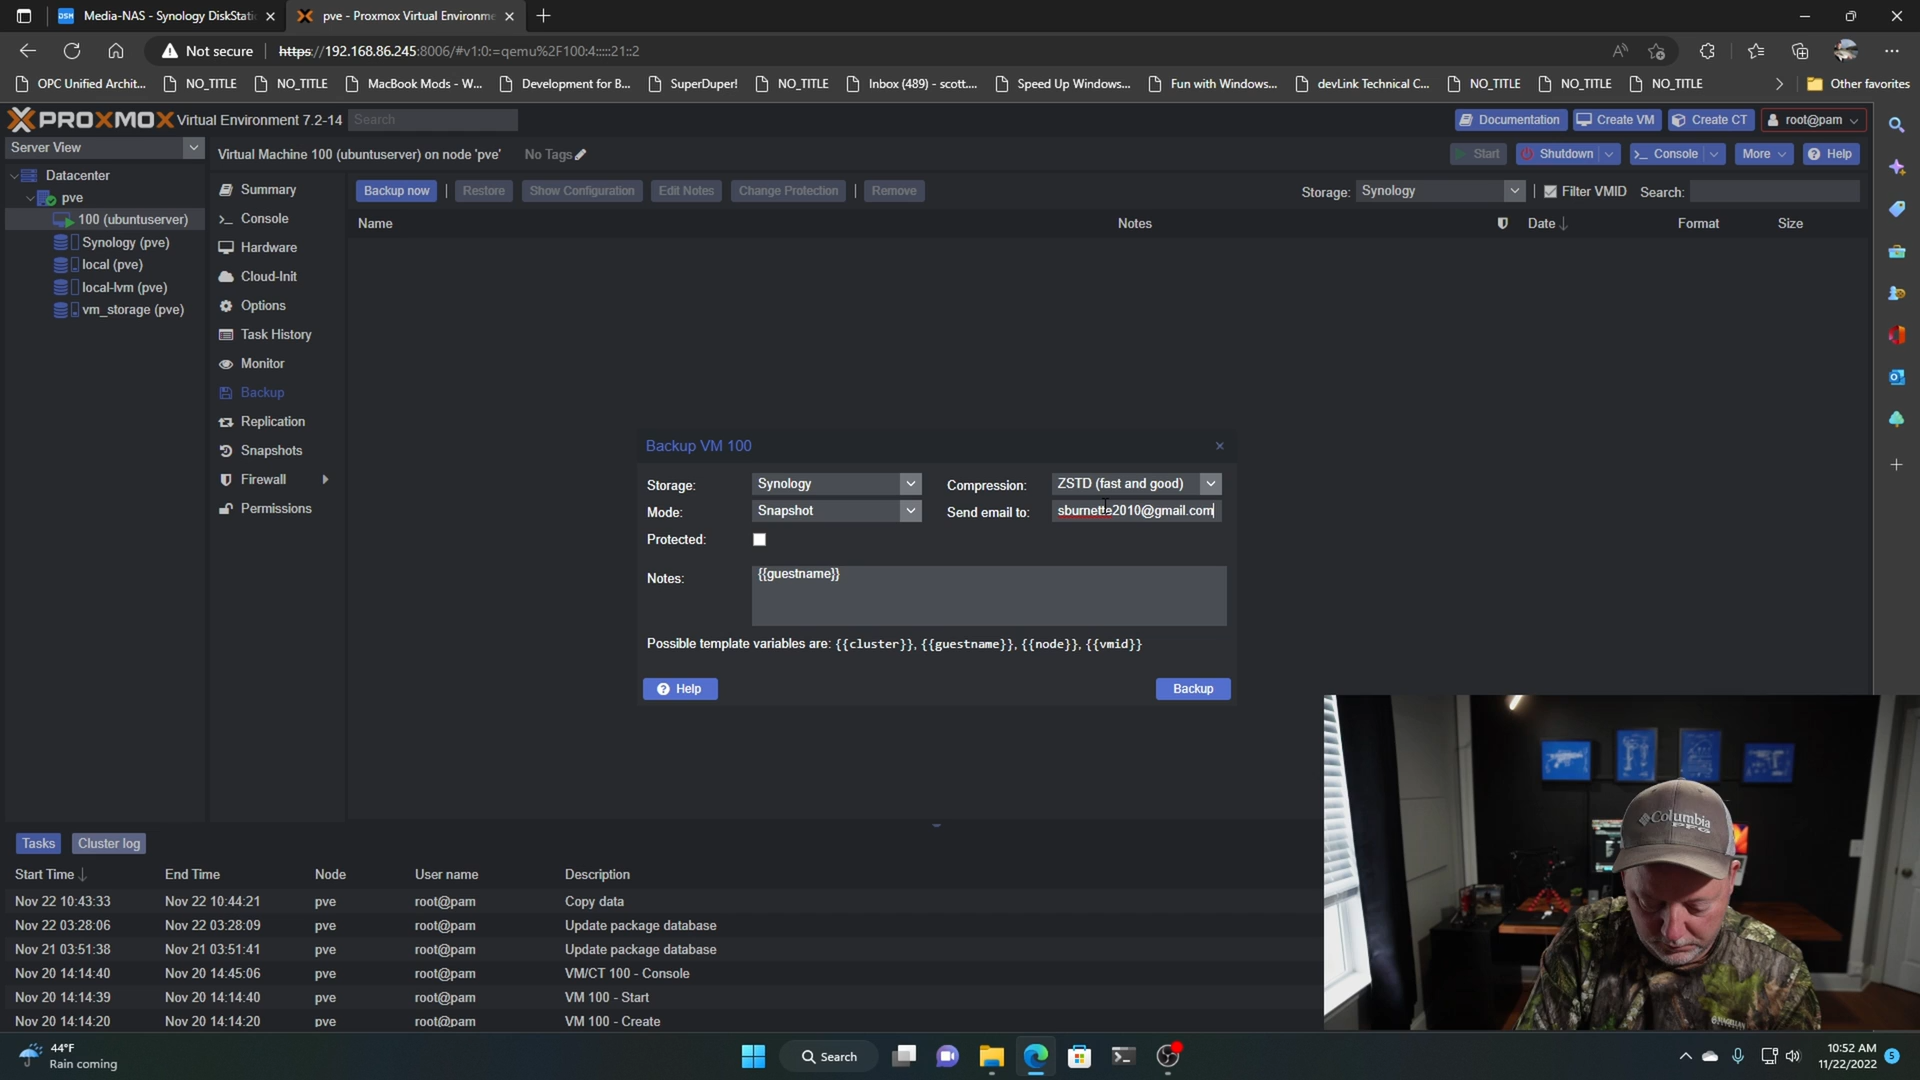 Media-NAS - Synology DiskStati
pve - Proxmox Virtual Environme
Not secure
https://192.168.86.245:8006/#v1:0:=qemu%2F100:4:::::21::2
OPC Unified Archit...
NO_TITLE
NO_TITLE
MacBook Mods - W...
Development for B...
SuperDuper!
NO_TITLE
Inbox (489) - scott....
Speed Up Windows...
Fun with Windows...
devLink Technical C...
NO_TITLE
NO_TITLE
NO_TITLE
Other favorites
PROXMOX Virtual Environment 7.2-14
Search
Documentation
Create VM
Create CT
root@pam
Server View
Virtual Machine 100 (ubuntuserver) on node 'pve'
No Tags
Start
Shutdown
Console
More
Help
Datacenter
pve
100 (ubuntuserver)
Synology (pve)
local (pve)
local-lvm (pve)
vm_storage (pve)
Summary
Console
Hardware
Cloud-Init
Options
Task History
Monitor
Backup
Replication
Snapshots
Firewall
Permissions
Backup now
Restore
Show Configuration
Edit Notes
Change Protection
Remove
Storage: Synology
Filter VMID
Search:
Name
Notes
Date
Format
Size
Backup VM 100
Storage: Synology
Compression: ZSTD (fast and good)
Mode: Snapshot
Send email to: sburnette2010@gmail.com
Protected:
Notes: {{guestname}}
Possible template variables are: {{cluster}}, {{guestname}}, {{node}}, {{vmid}}
Help
Backup
Tasks
Cluster log
Start Time End Time Node User name Description
Nov 22 10:43:33 Nov 22 10:44:21 pve root@pam Copy data
Nov 22 03:28:06 Nov 22 03:28:09 pve root@pam Update package database
Nov 21 03:51:38 Nov 21 03:51:41 pve root@pam Update package database
Nov 20 14:14:40 Nov 20 14:45:06 pve root@pam VM/CT 100 - Console
Nov 20 14:14:39 Nov 20 14:14:40 pve root@pam VM 100 - Start
Nov 20 14:14:20 Nov 20 14:14:20 pve root@pam VM 100 - Create
Columbia
PFG
44°F
Rain coming
Search
10:52 AM
11/22/2022
5